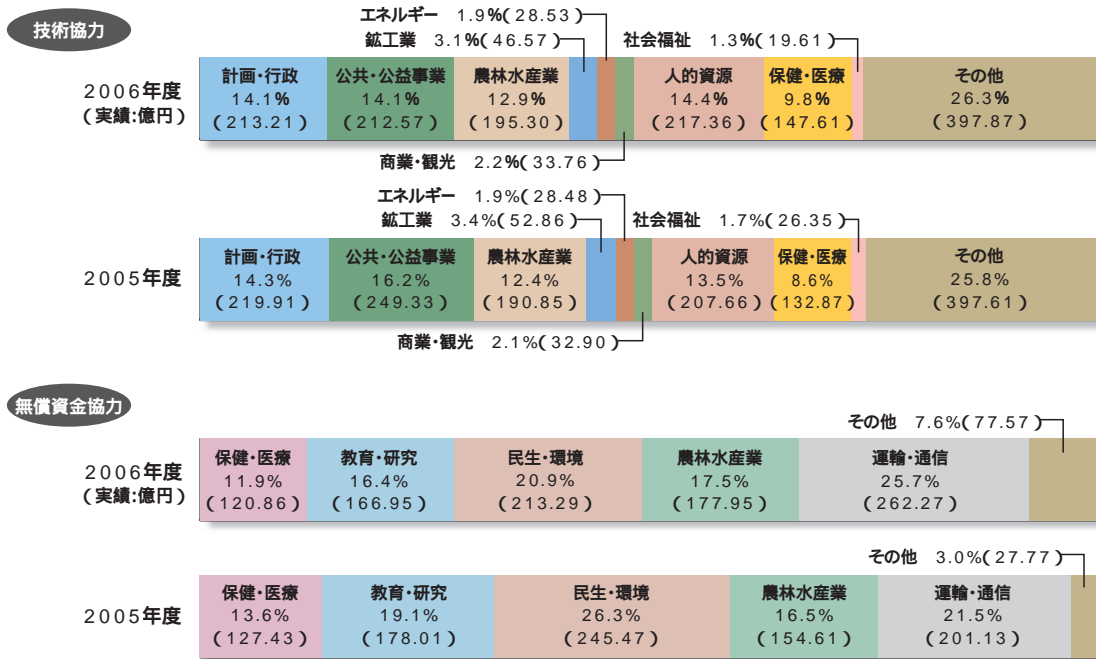 技術協力
エネルギー 1.9%(28.53)
鉱工業 3.1%(46.57)
社会福祉 1.3%(19.61)
2006年度
(実績:億円)
計画・行政
14.1%
(213.21)
公共・公益事業
14.1%
(212.57)
農林水産業
12.9%
(195.30)
人的資源
14.4%
(217.36)
保健・医療
9.8%
(147.61)
その他
26.3%
(397.87)
商業・観光 2.2%(33.76)
エネルギー 1.9%(28.48)
鉱工業 3.4%(52.86)
社会福祉 1.7%(26.35)
2005年度
計画・行政
14.3%
(219.91)
公共・公益事業
16.2%
(249.33)
農林水産業
12.4%
(190.85)
人的資源
13.5%
(207.66)
保健・医療
8.6%
(132.87)
その他
25.8%
(397.61)
商業・観光 2.1%(32.90)
無償資金協力
その他 7.6%(77.57)
2006年度
(実績:億円)
保健・医療
11.9%
(120.86)
教育・研究
16.4%
(166.95)
民生・環境
20.9%
(213.29)
農林水産業
17.5%
(177.95)
運輸・通信
25.7%
(262.27)
その他 3.0%(27.77)
2005年度
保健・医療
13.6%
(127.43)
教育・研究
19.1%
(178.01)
民生・環境
26.3%
(245.47)
農林水産業
16.5%
(154.61)
運輸・通信
21.5%
(201.13)